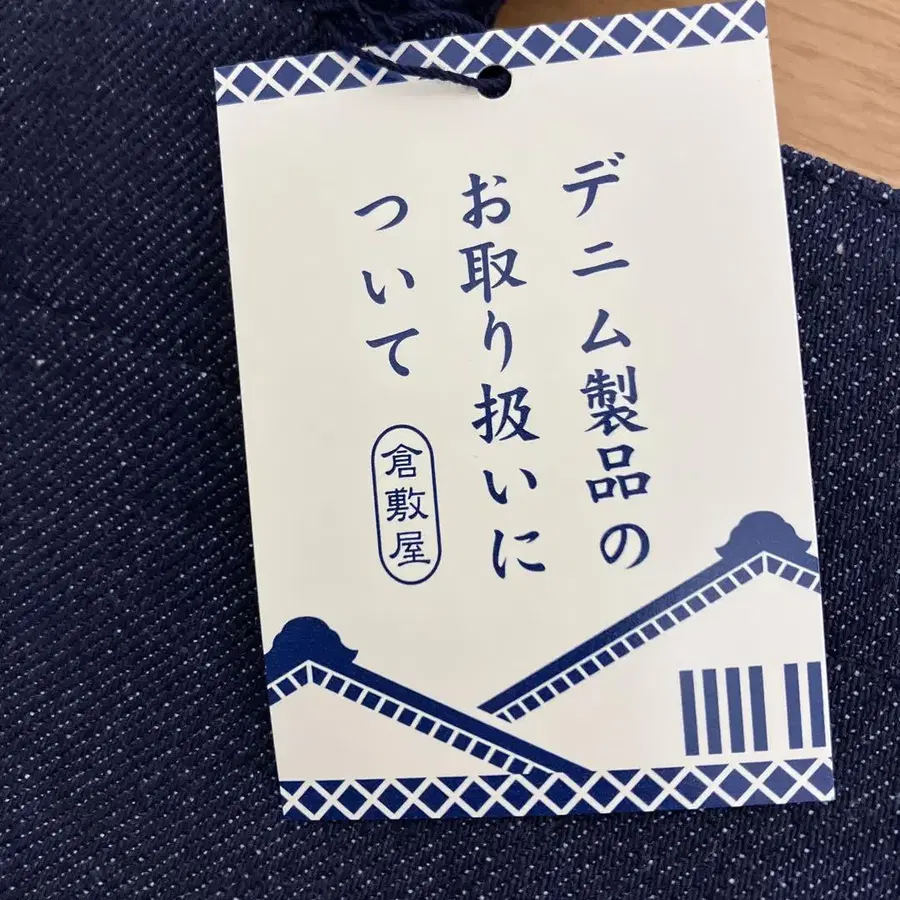 デニム製品の
お取り扱いに
ついて
倉敷屋